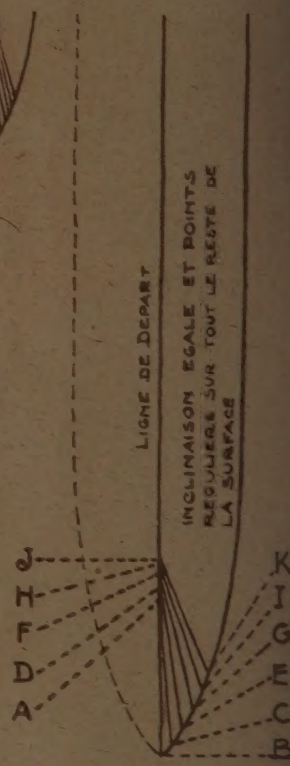 LIGNE DE DEPART
INCLINAISON EGALE ET POINTS
REGULIERS SUR TOUT LE RESTE DE
LA SURFACE
J
H
F
D
A
K
I
G
E
C
B